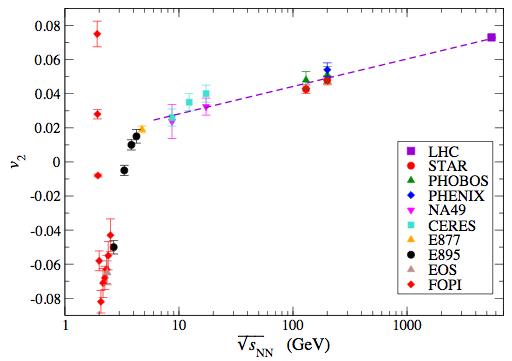 0.08
0.06
0.04
0.02
0
-0.02
-0.04
-0.06
-0.08
v₂
1 10 100 1000
√sNN (GeV)
LHC
STAR
PHOBOS
PHENIX
NA49
CERES
E877
E895
EOS
FOPI